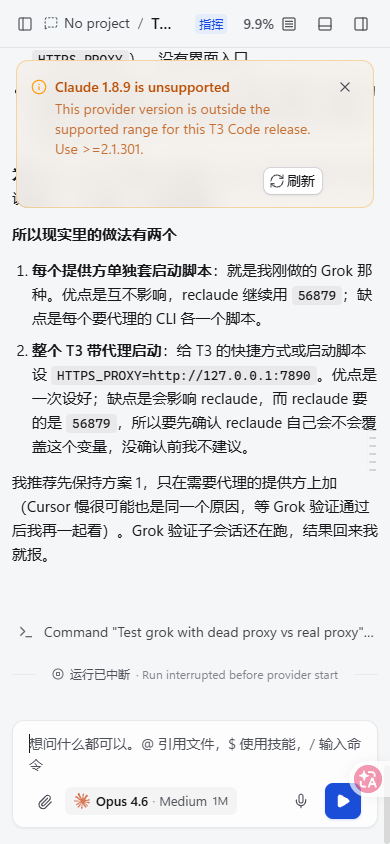 No project / T...
指挥
9.9%
HTTPS_PROXY），没有界面入口
Claude 1.8.9 is unsupported
This provider version is outside the
supported range for this T3 Code release.
Use >=2.1.301.
刷新
所以现实里的做法有两个
1. 每个提供方单独套启动脚本：就是我刚做的 Grok 那
种。优点是互不影响，reclaude 继续用 56879；缺
点是每个要代理的 CLI 各一个脚本。
2. 整个 T3 带代理启动：给 T3 的快捷方式或启动脚本
设 HTTPS_PROXY=http://127.0.0.1:7890。优点是
一次设好；缺点是会影响 reclaude，而 reclaude 要
的是 56879，所以要先确认 reclaude 自己会不会覆
盖这个变量，没确认前我不建议。
我推荐先保持方案 1，只在需要代理的提供方上加
（Cursor 慢很可能也是同一个原因，等 Grok 验证通过
后我再一起看）。Grok 验证子会话还在跑，结果回来我
就报。
Command "Test grok with dead proxy vs real proxy"...
运行已中断 · Run interrupted before provider start
想问什么都可以。@ 引用文件，$ 使用技能，/ 输入命
令
Opus 4.6 · Medium 1M